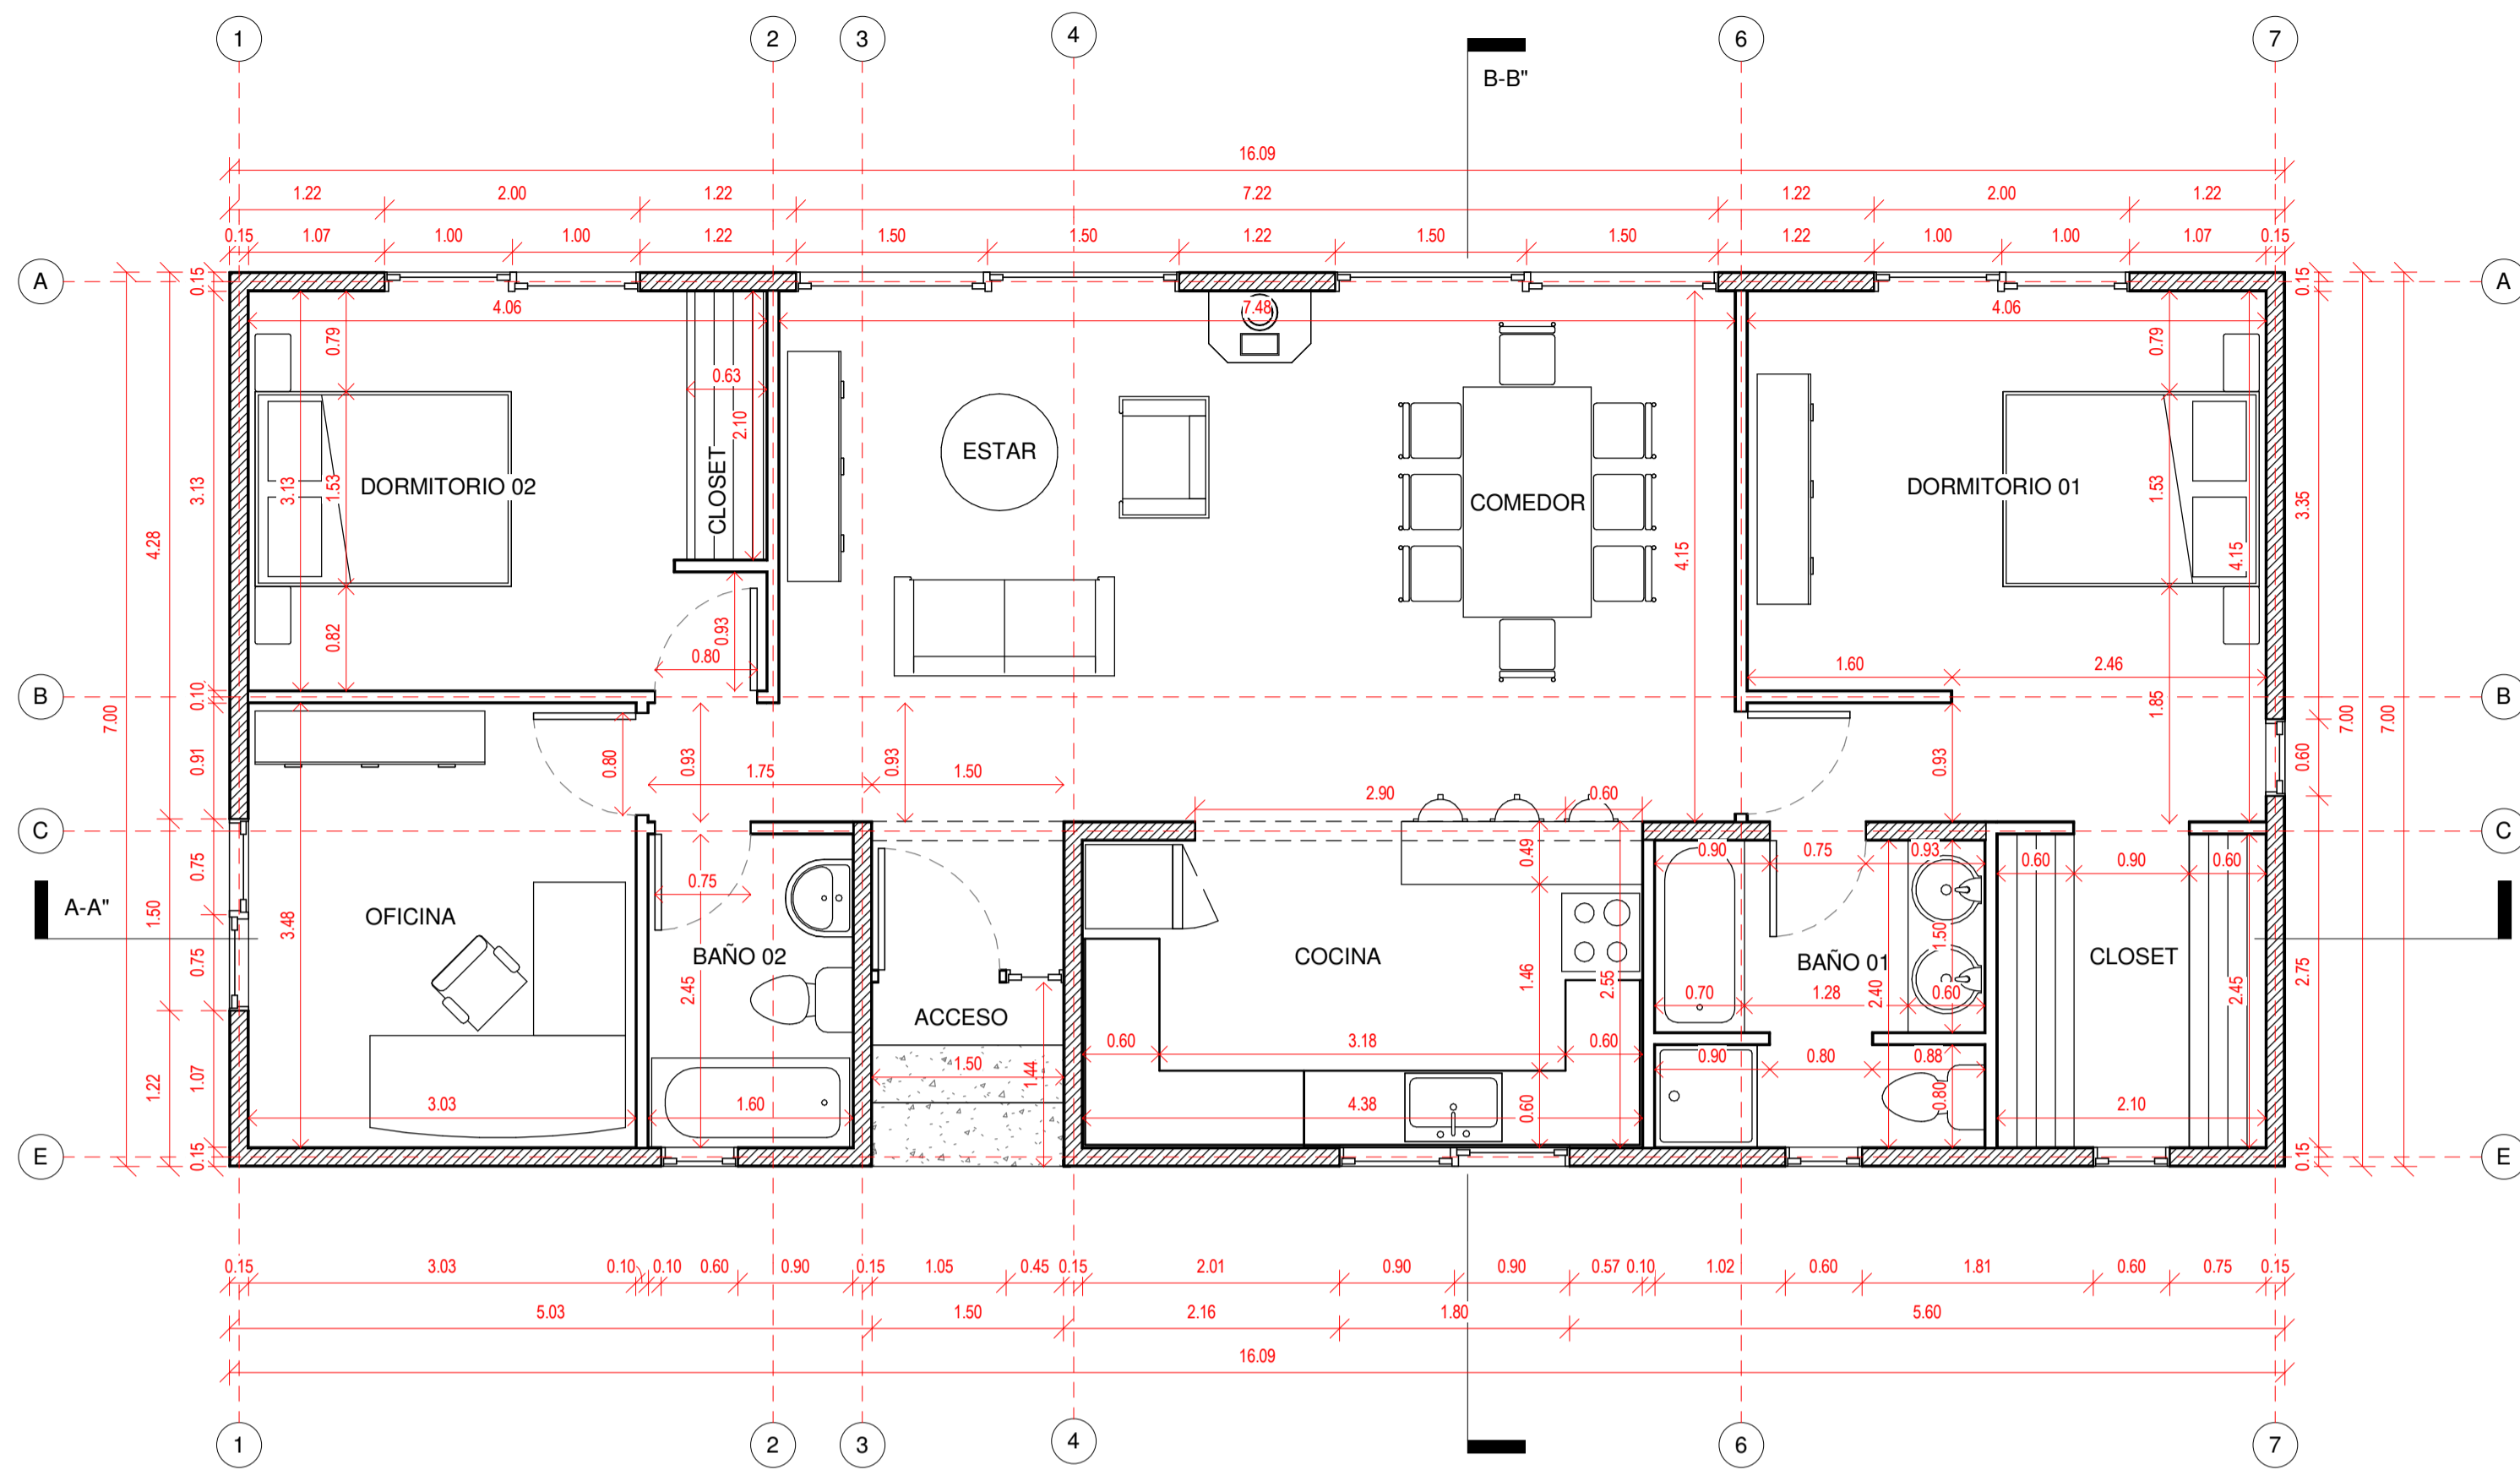 1 2 3 4 6 7
B-B"
16.09
1.22 2.00 1.22 7.22 1.22 2.00 1.22
0.15 1.07 1.00 1.00 1.22 1.50 1.50 1.22 1.50 1.50 1.22 1.00 1.00 1.07 0.15
A 0.15 0.15 A
4.06 7.48 4.06
0.79 0.79
0.63
2.10
CLOSET
ESTAR
DORMITORIO 02
COMEDOR
DORMITORIO 01
3.13 3.13 1.53 1.53 3.35
4.28 4.15 4.15
0.82 0.93
0.80
1.60 2.46
B 0.10 1.85 B
7.00 7.00 7.00
0.91 0.80 0.93 1.75 0.93 1.50 0.93 0.60
2.90 0.60
C C
0.75 0.49 0.90 0.75 0.93 0.60 0.90 0.60
0.75
A-A"
1.50
OFICINA
3.48
BAÑO 02
COCINA
BAÑO 01
CLOSET
0.75 2.45 1.46 2.55 1.50 2.40 2.45 2.75
0.70 1.28 0.60
ACCESO
0.60 3.18 0.60
1.50 1.44 0.90 0.80 0.88
1.22 1.07 0.60 0.80
3.03 1.60 4.38 2.10
E 0.15 0.15 E
0.15 3.03 0.10 0.10 0.60 0.90 0.15 1.05 0.45 0.15 2.01 0.90 0.90 0.57 0.10 1.02 0.60 1.81 0.60 0.75 0.15
5.03 1.50 2.16 1.80 5.60
16.09
1 2 3 4 6 7